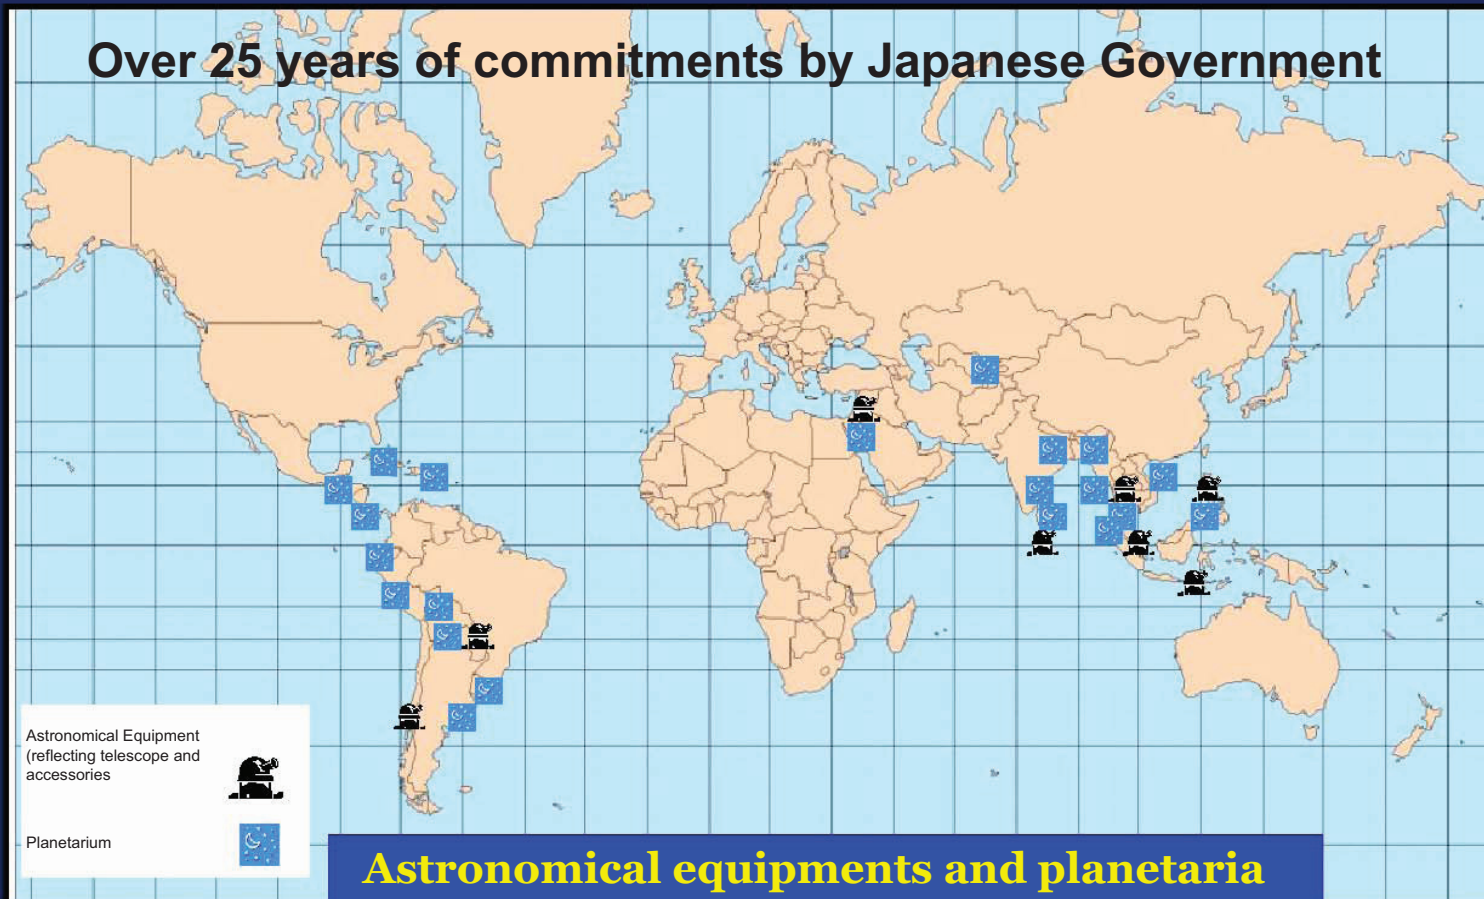 Over 25 years of commitments by Japanese Government
Astronomical Equipment
(reflecting telescope and
accessories
Planetarium
Astronomical equipments and planetaria